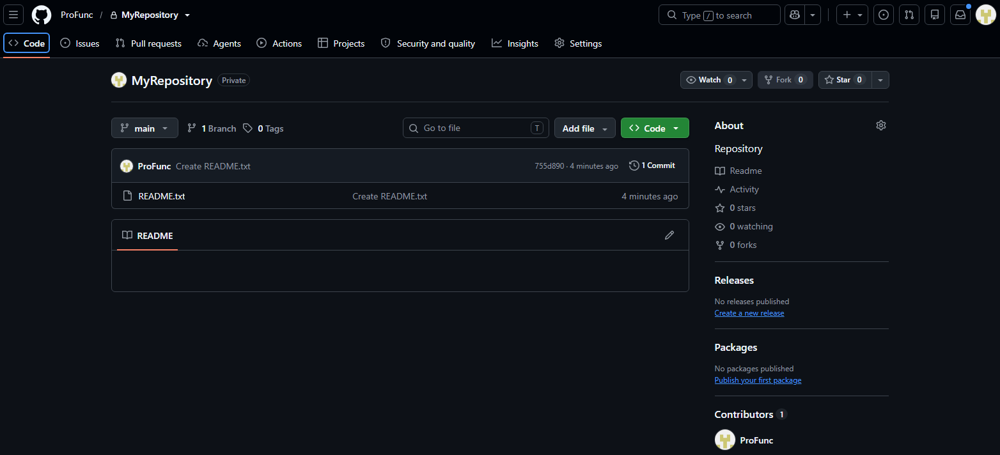 ProFunc / MyRepository
Type / to search
Code Issues Pull requests Agents Actions Projects Security and quality Insights Settings
MyRepository Private
Watch 0 Fork 0 Star 0
main 1 Branch 0 Tags
Go to file T Add file Code
ProFunc Create README.txt 755d890 · 4 minutes ago 1 Commit
README.txt Create README.txt 4 minutes ago
README
About
Repository
Readme
Activity
0 stars
0 watching
0 forks
Releases
No releases published
Create a new release
Packages
No packages published
Publish your first package
Contributors 1
ProFunc